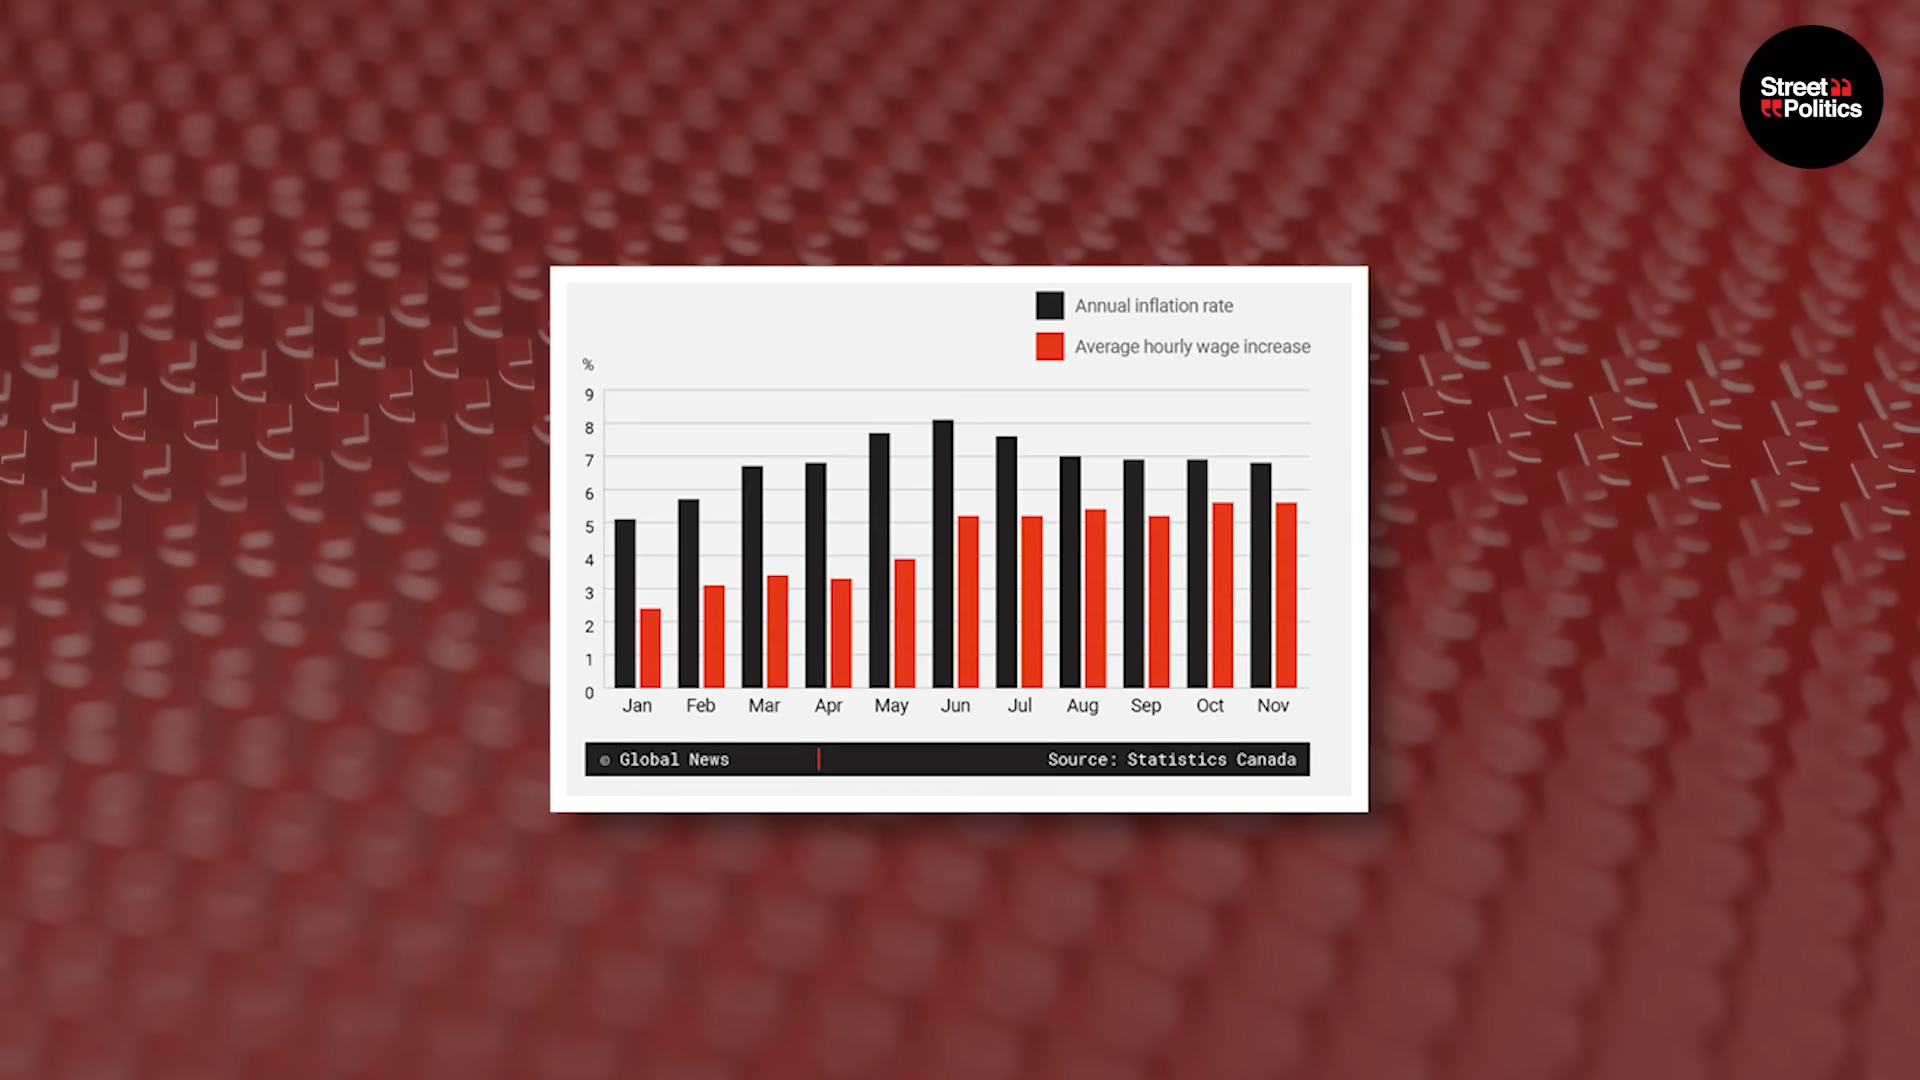 Street
Politics
Annual inflation rate
Average hourly wage increase
%
9
8
7
6
5
4
3
2
1
0
Jan Feb Mar Apr May Jun Jul Aug Sep Oct Nov
© Global News | Source: Statistics Canada